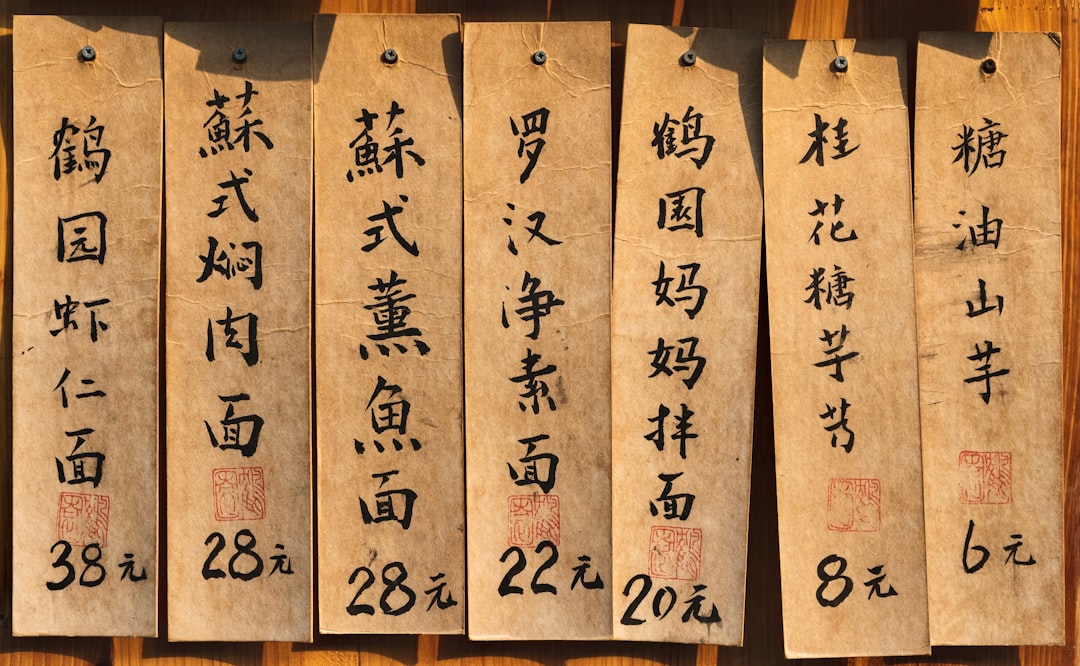 鹤园虾仁面
38元
蘇式焖肉面
28元
蘇式薰魚面
28元
罗汉净素面
22元
鹤園妈妈拌面
20元
桂花糖芋艿
8元
糖油山芋
6元